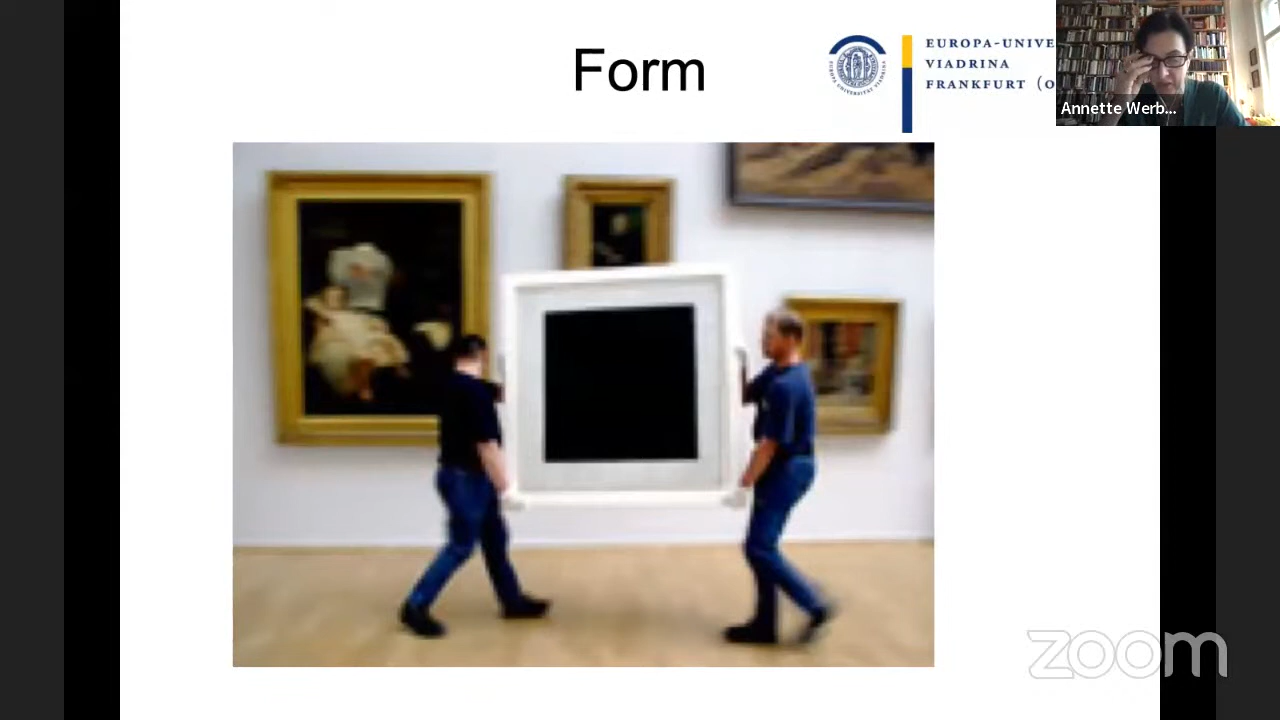 Form
EUROPA-UNIVE
VIADRINA
FRANKFURT (O
Annette Werb...
zoom